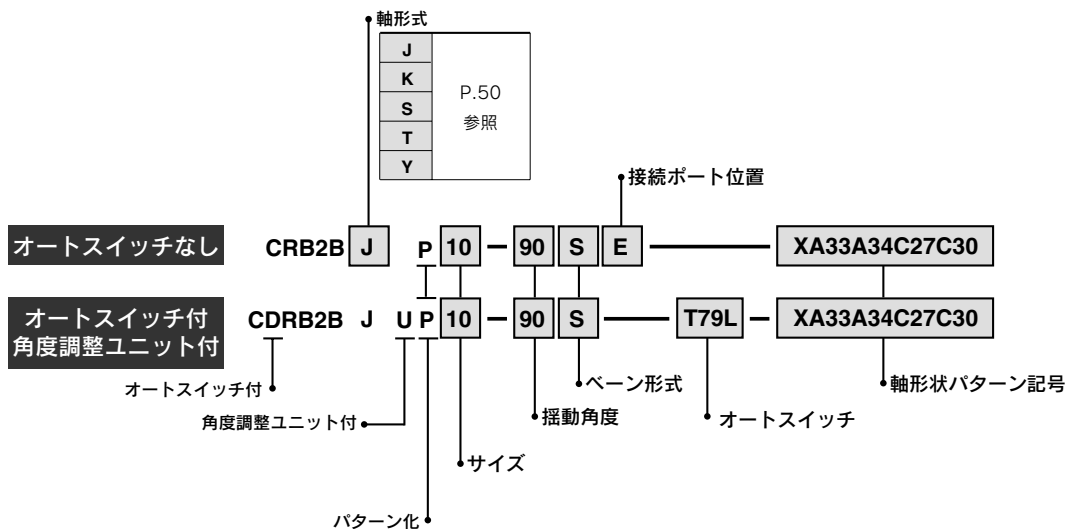 軸形式
J
K
S
T
Y
P.50
参照
接続ポート位置
オートスイッチなし
CRB2B J P 10 - 90 S E - XA33A34C27C30
オートスイッチ付
角度調整ユニット付
CDRB2B J U P 10 - 90 S - T79L - XA33A34C27C30
オートスイッチ付
角度調整ユニット付
パターン化
サイズ
揺動角度
ベーン形式
オートスイッチ
軸形状パターン記号